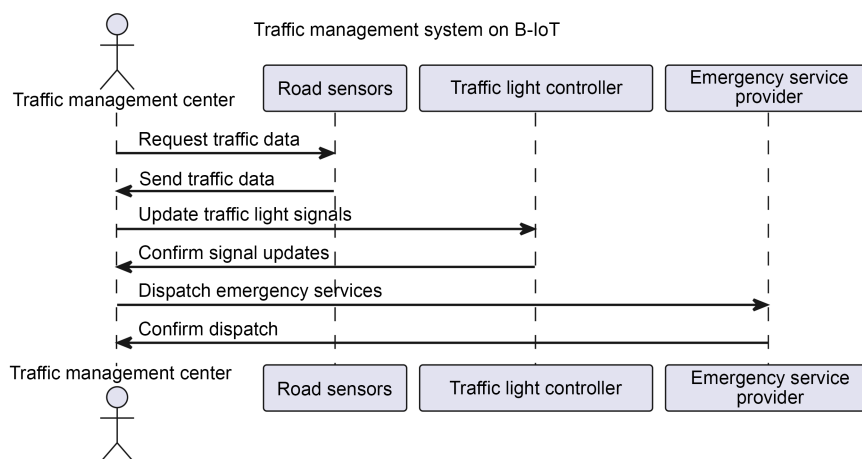 Traffic management system on B-IoT
Traffic management center
Road sensors
Traffic light controller
Emergency service
provider
Request traffic data
Send traffic data
Update traffic light signals
Confirm signal updates
Dispatch emergency services
Confirm dispatch
Traffic management center
Road sensors
Traffic light controller
Emergency service
provider